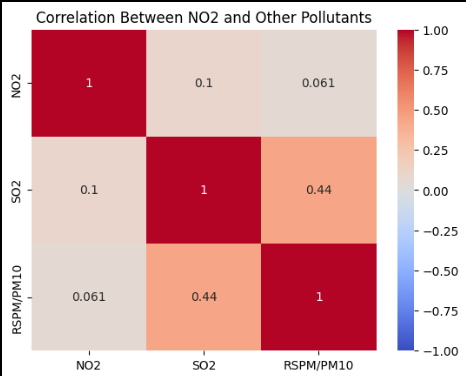 Correlation Between NO2 and Other Pollutants
NO2 1 0.1 0.061
SO2 0.1 1 0.44
RSPM/PM10 0.061 0.44 1
NO2 SO2 RSPM/PM10
1.00
0.75
0.50
0.25
0.00
−0.25
−0.50
−0.75
−1.00